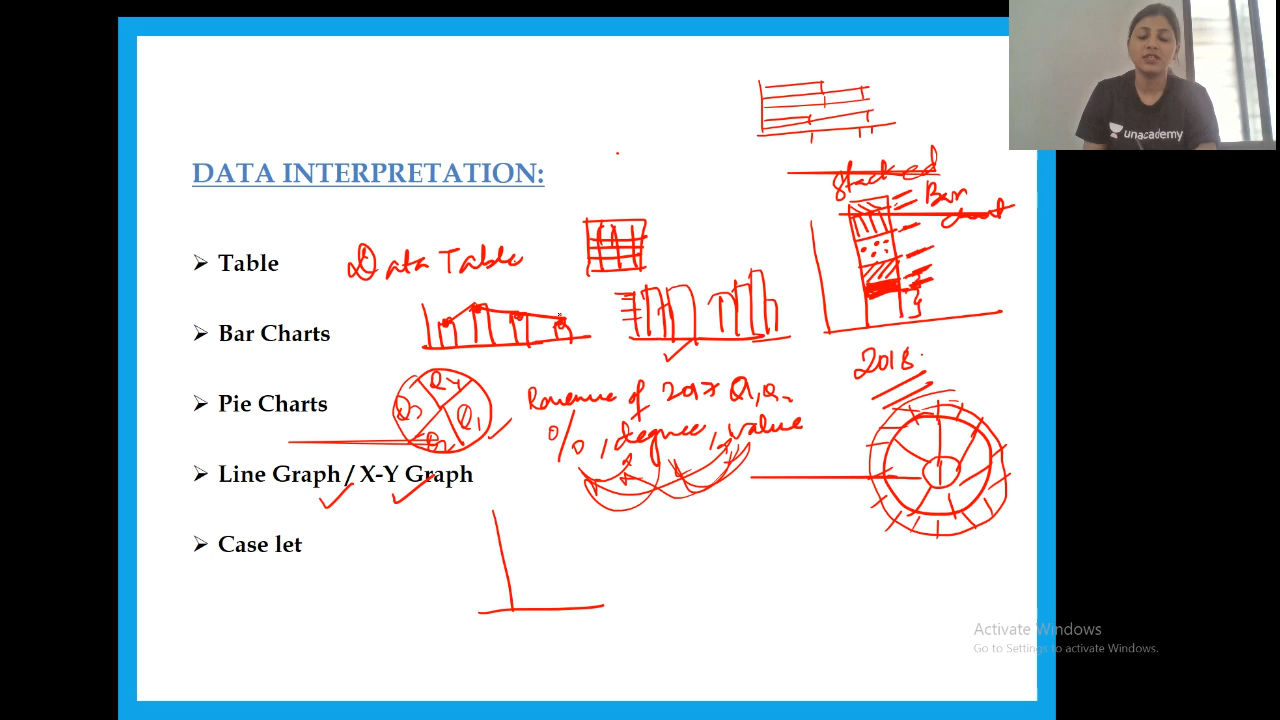 unacademy
DATA INTERPRETATION:
Stacked
Bar
chart
➢ Table
Data Table
➢ Bar Charts
2018
➢ Pie Charts
Q4
Q3
Q1
Q2
Revenue of 2017 Q1, Q2
%, degree, value
➢ Line Graph / X-Y Graph
➢ Case let
Activate Windows
Go to Settings to activate Windows.